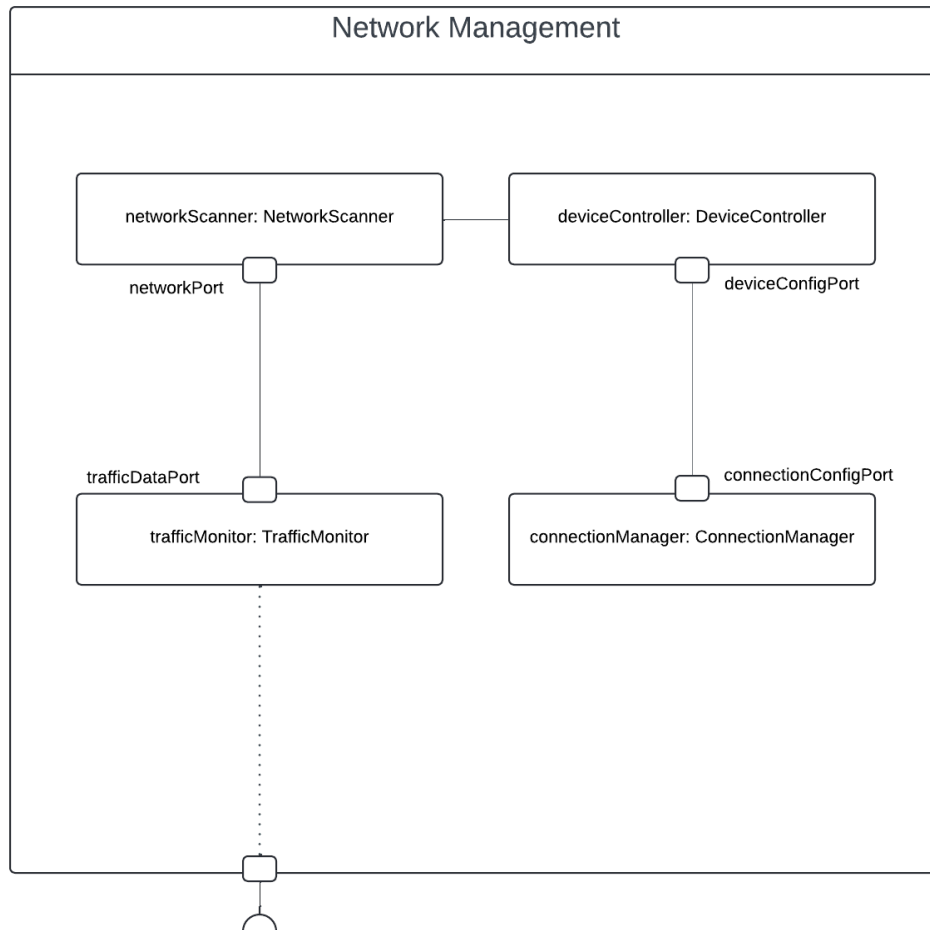 Network Management
networkScanner: NetworkScanner
deviceController: DeviceController
networkPort
deviceConfigPort
trafficDataPort
connectionConfigPort
trafficMonitor: TrafficMonitor
connectionManager: ConnectionManager